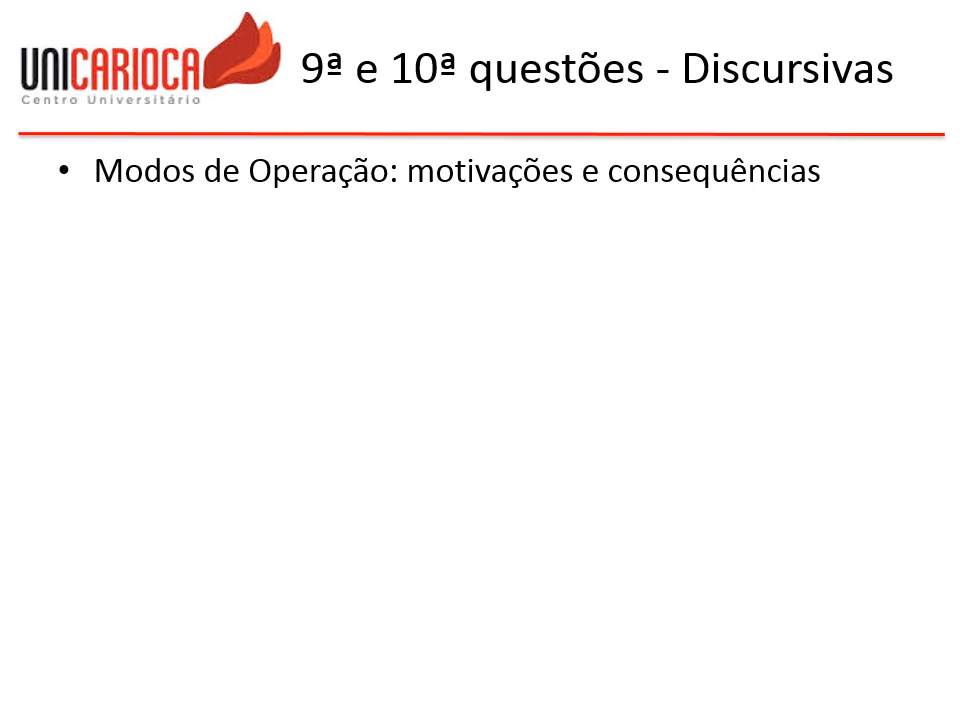 UNICARIOCA
Centro Universitário
9ª e 10ª questões - Discursivas
• Modos de Operação: motivações e consequências